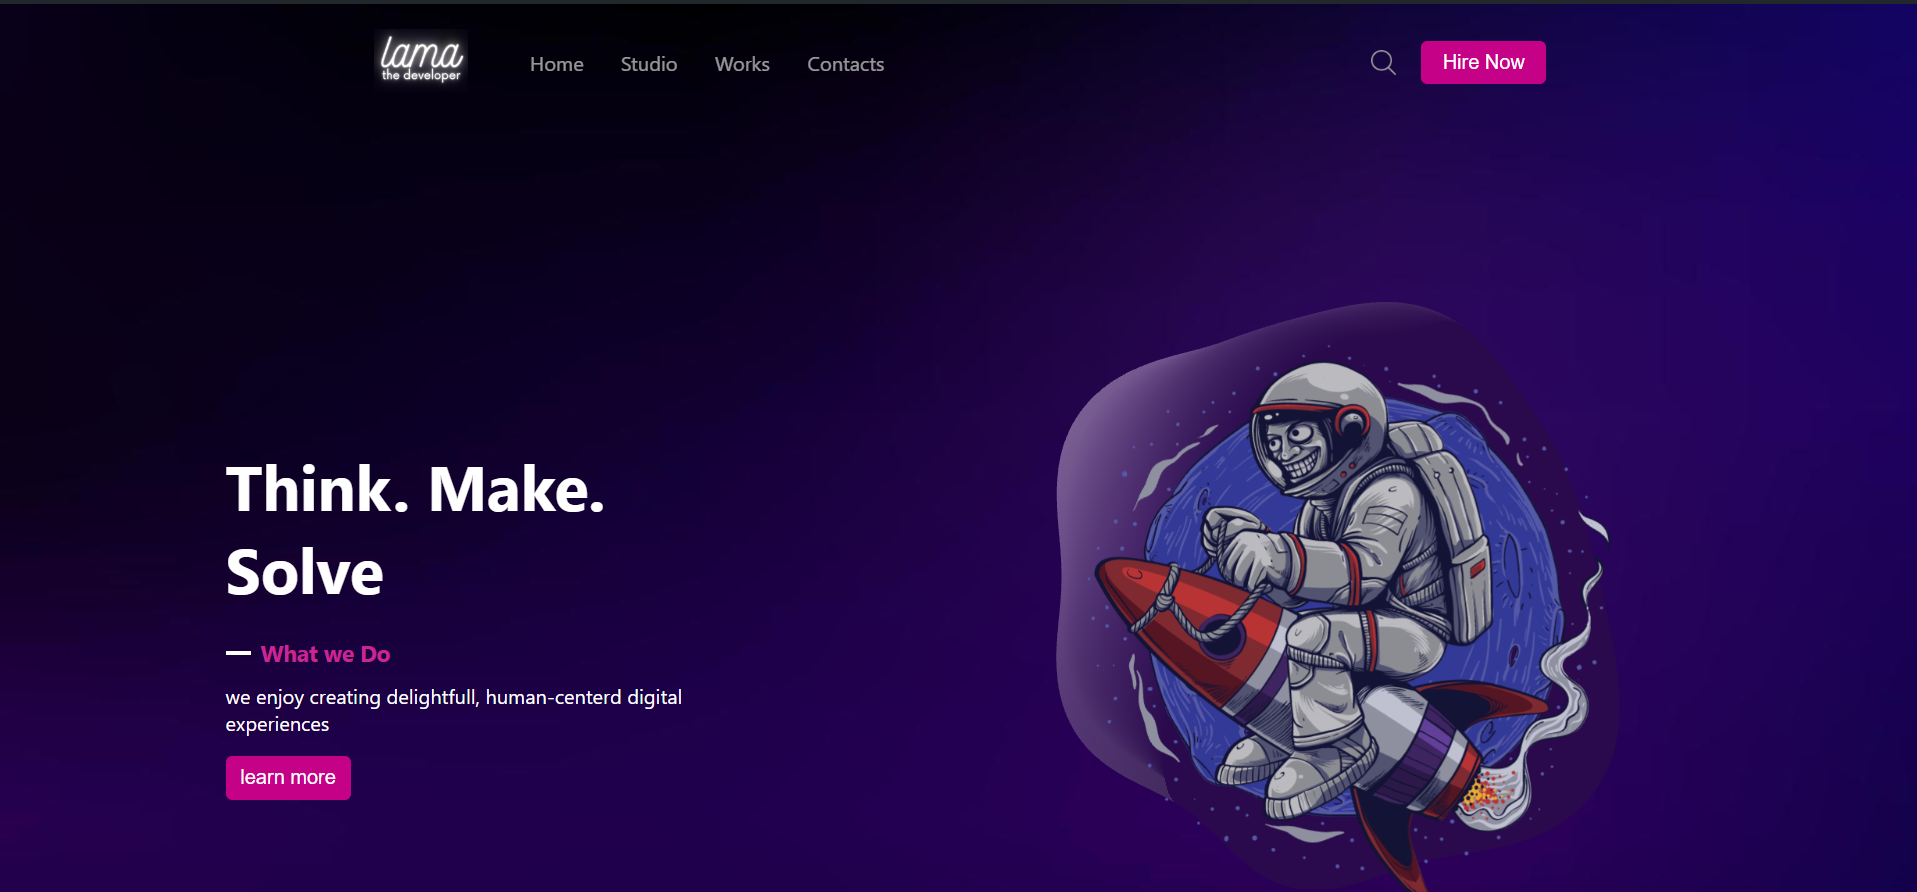 lama
the developer
Home Studio Works Contacts
Hire Now
Think. Make.
Solve
What we Do
we enjoy creating delightfull, human-centerd digital
experiences
learn more